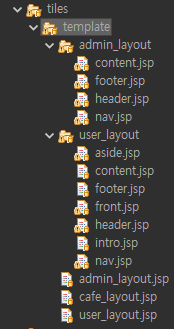 tiles
template
admin_layout
content.jsp
footer.jsp
header.jsp
nav.jsp
user_layout
aside.jsp
content.jsp
footer.jsp
front.jsp
header.jsp
intro.jsp
nav.jsp
admin_layout.jsp
cafe_layout.jsp
user_layout.jsp